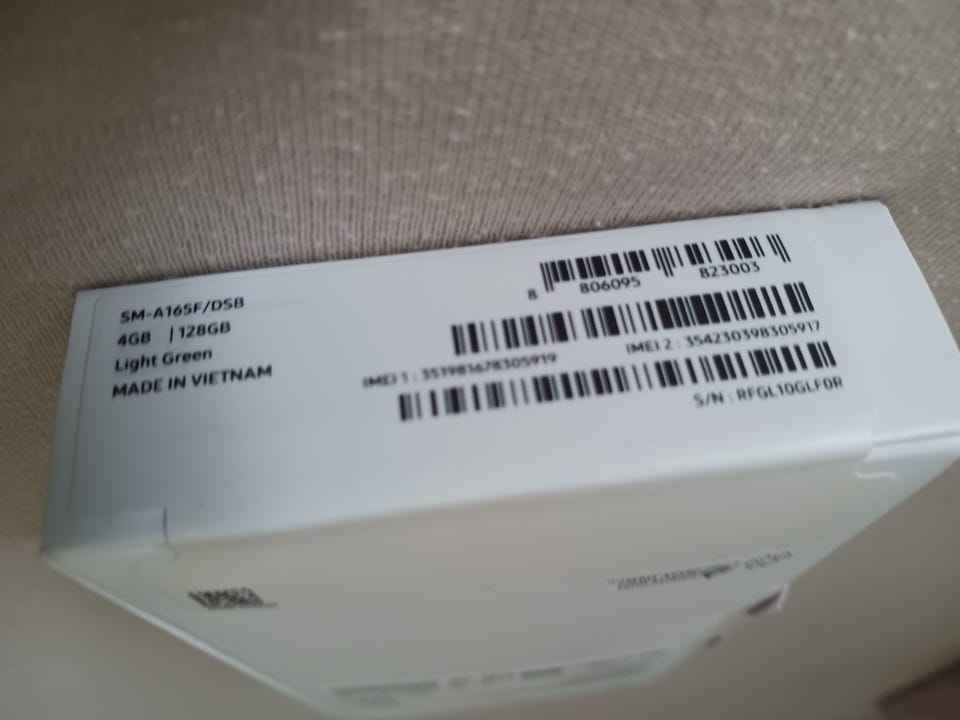 SM-A165F/DSB
4GB | 128GB
Light Green
MADE IN VIETNAM
8 806095 823003
IMEI 1 : 351981678305919
IMEI 2 : 354230398305917
S/N : RFGL10GLF0R